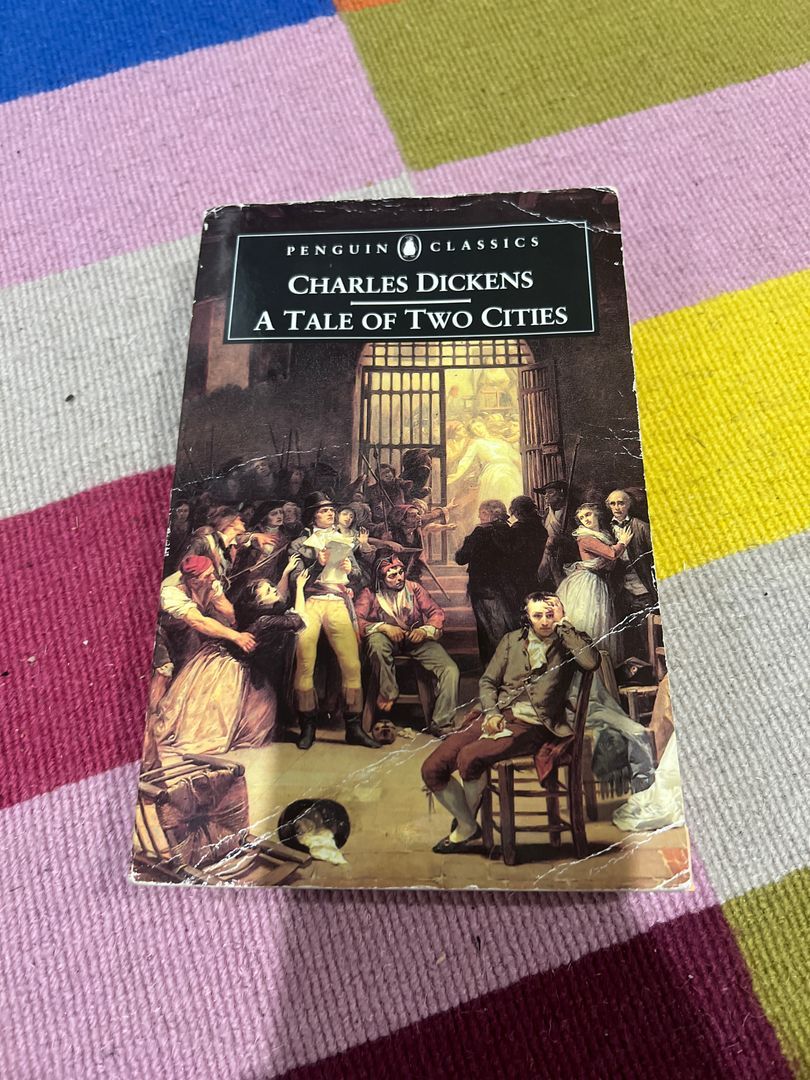 PENGUIN CLASSICS
CHARLES DICKENS
A TALE OF TWO CITIES